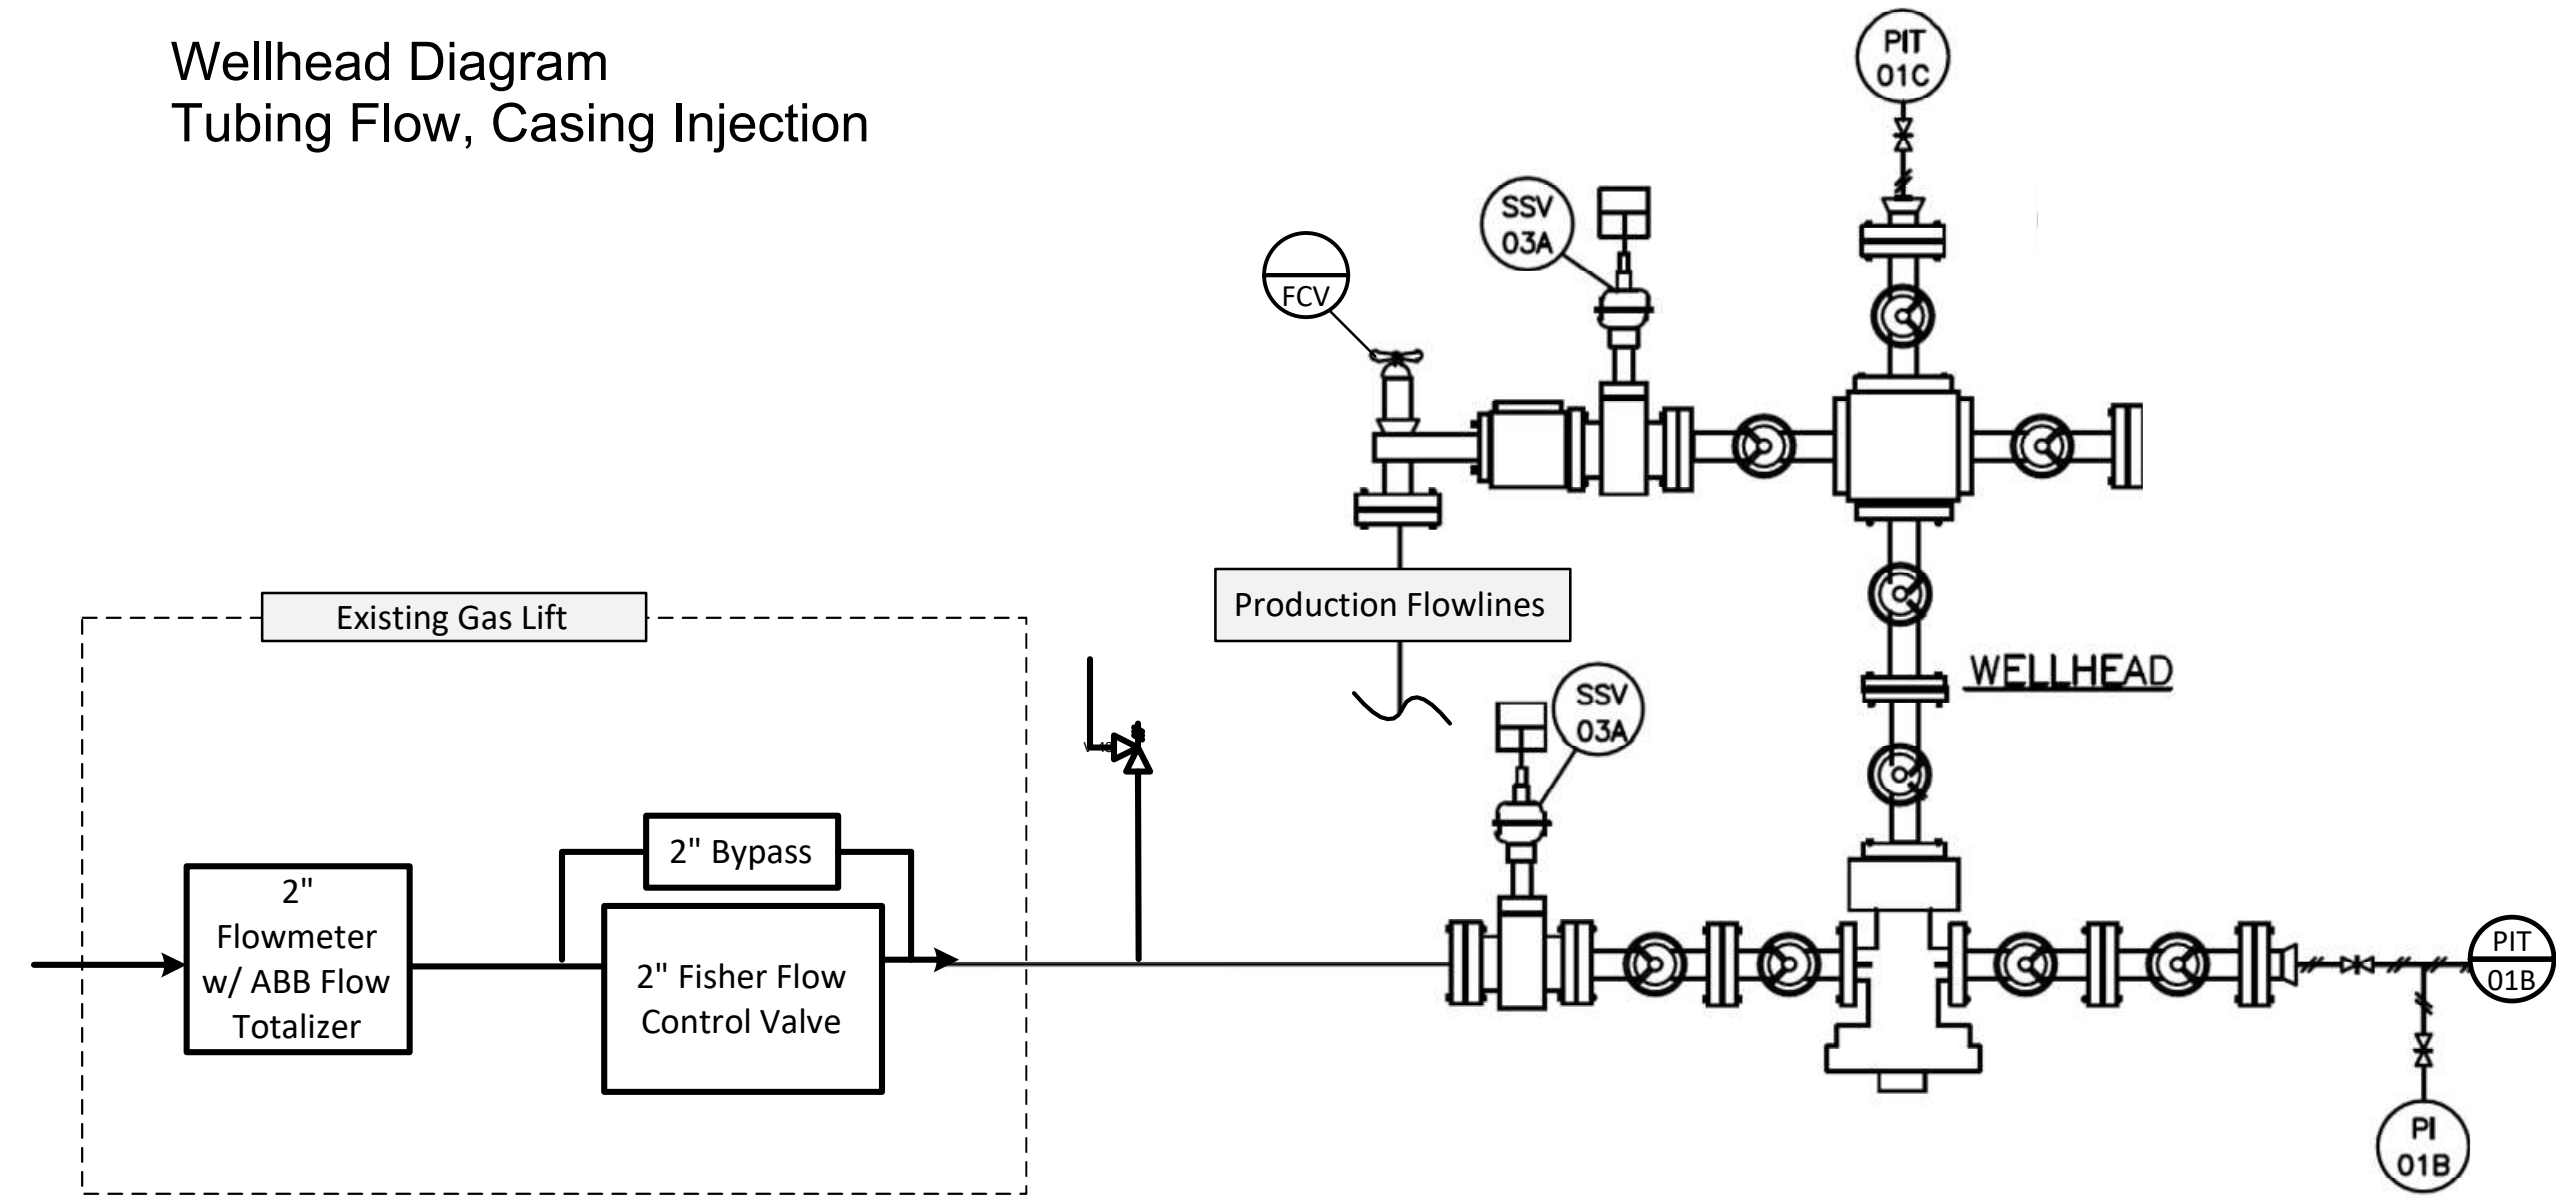 Wellhead Diagram
Tubing Flow, Casing Injection
PIT
01C
SSV
03A
FCV
Existing Gas Lift
Production Flowlines
WELLHEAD
SSV
03A
2" Bypass
2"
Flowmeter
w/ ABB Flow
Totalizer
2" Fisher Flow
Control Valve
PIT
01B
PI
01B